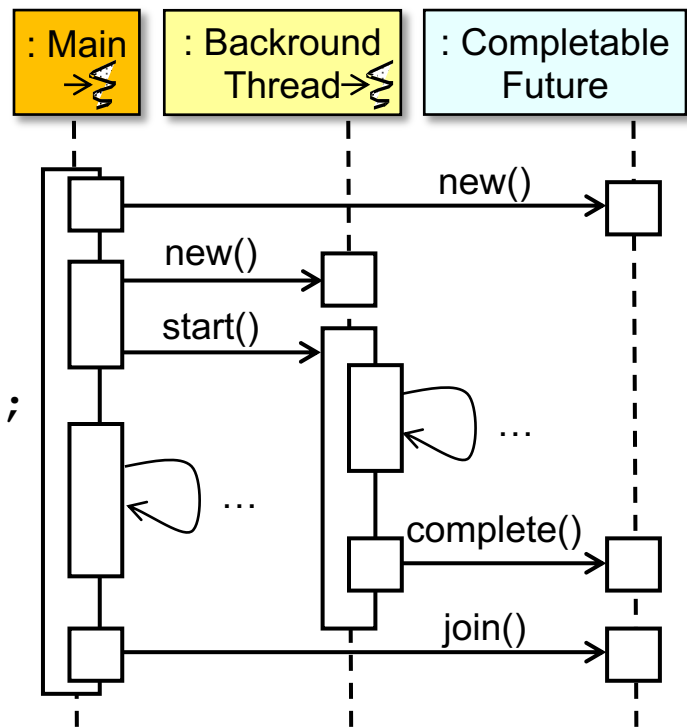 : Main
: Backround
Thread
: Completable
Future
new()
new()
start()
;
...
...
complete()
join()